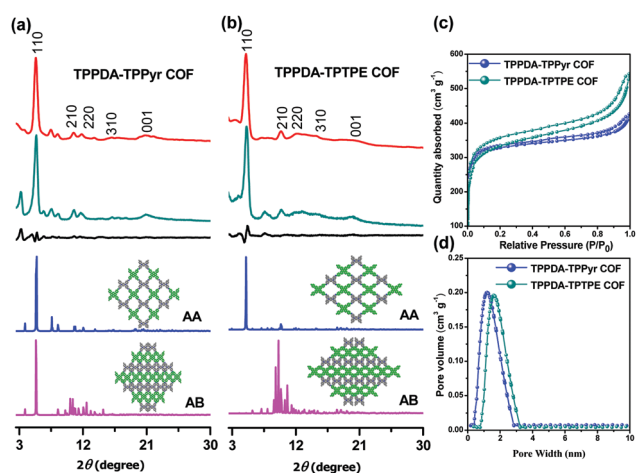 (a)
110
TPPDA-TPPyr COF
210
220
310
001
AA
AB
3 12 21 30
2θ (degree)
(b)
110
TPPDA-TPTPE COF
210
220
310
001
AA
AB
3 12 21 30
2θ (degree)
(c)
600
500
400
300
200
100
Quantity absorbed (cm³ g⁻¹)
TPPDA-TPPyr COF
TPPDA-TPTPE COF
0.0 0.2 0.4 0.6 0.8 1.0
Relative Pressure (P/P₀)
(d)
0.25
0.20
0.15
0.10
0.05
0.00
Pore volume (cm³ g⁻¹)
TPPDA-TPPyr COF
TPPDA-TPTPE COF
0 2 4 6 8 10
Pore Width (nm)